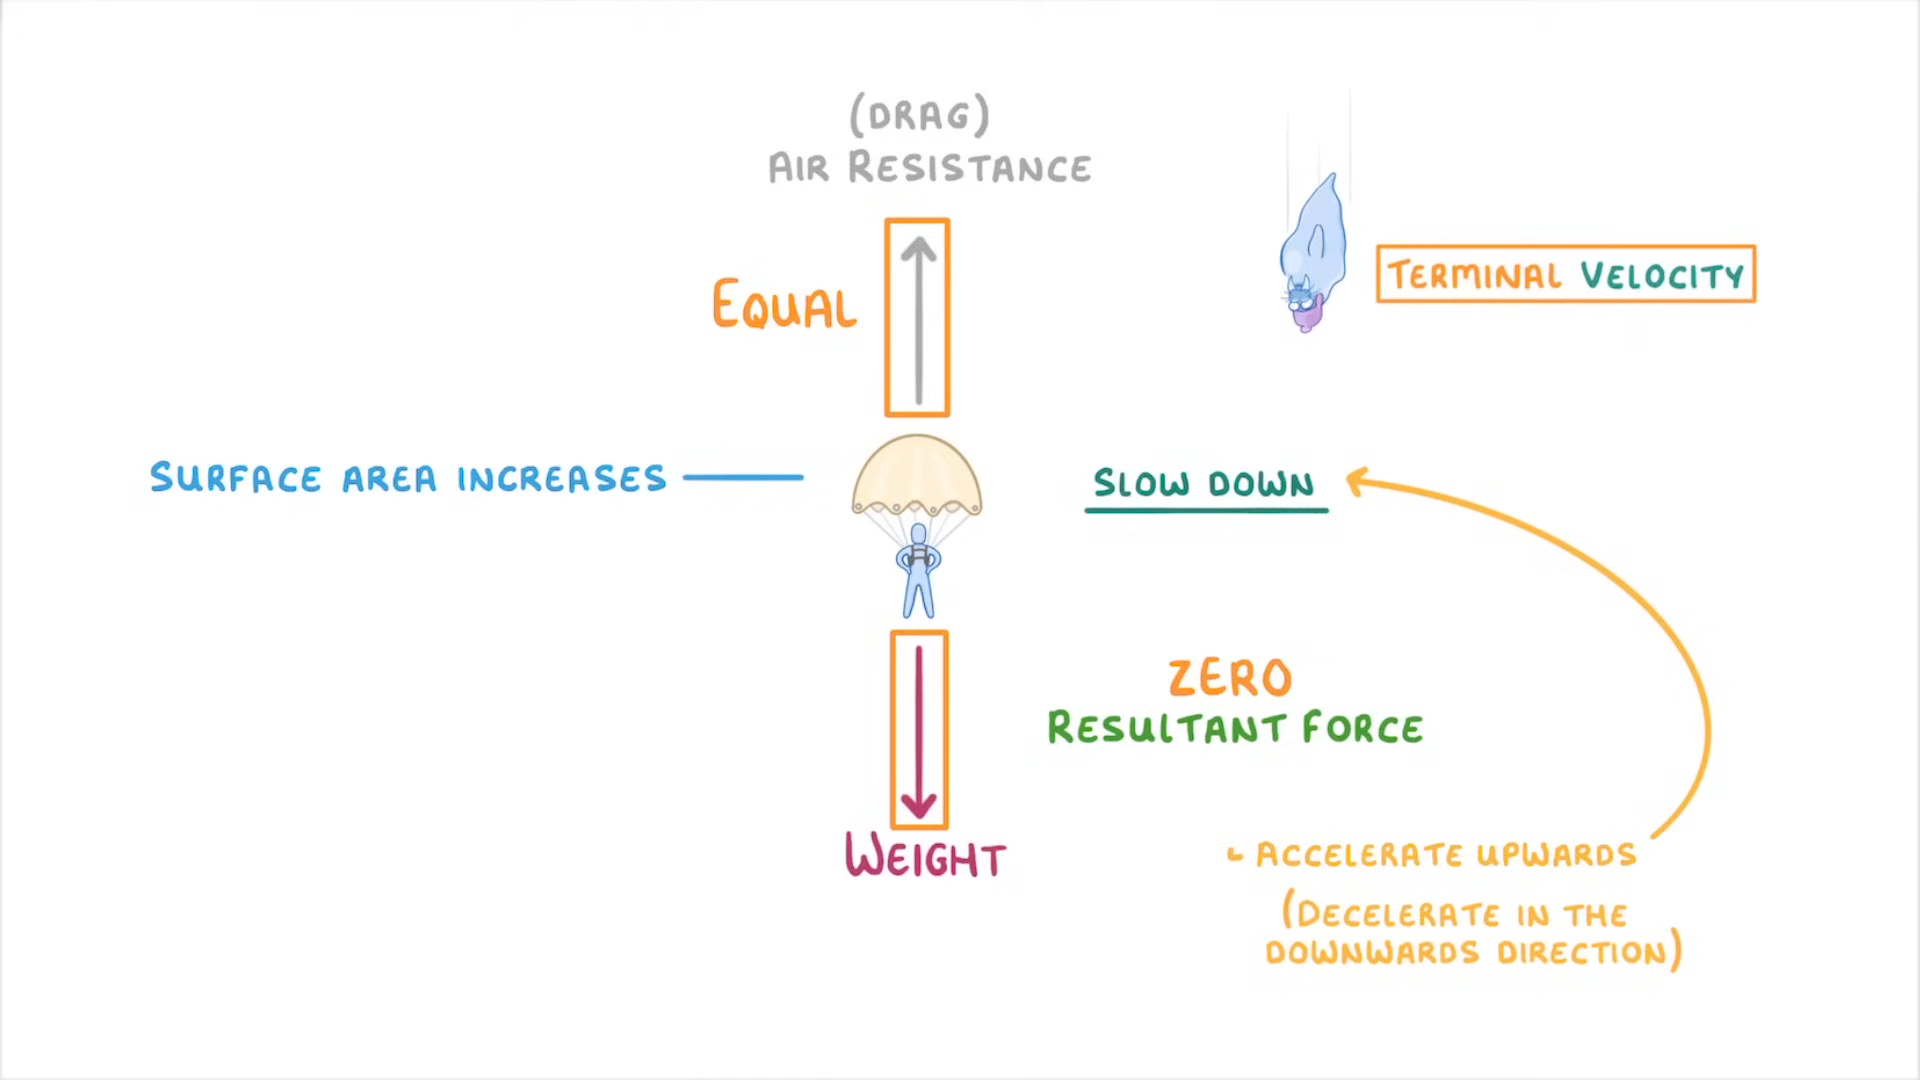 (DRAG)
AIR RESISTANCE
EQUAL
TERMINAL VELOCITY
SURFACE AREA INCREASES
SLOW DOWN
ZERO
RESULTANT FORCE
WEIGHT
ACCELERATE UPWARDS
(DECELERATE IN THE
DOWNWARDS DIRECTION)